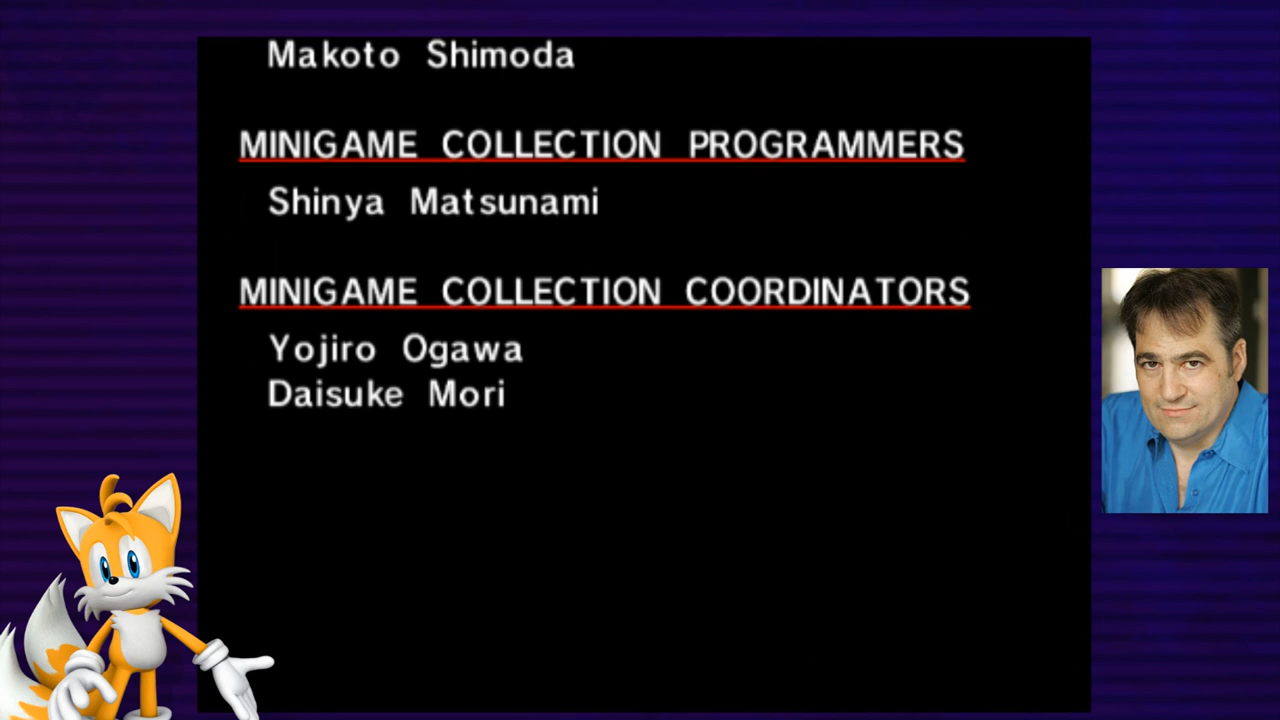 Makoto Shimoda
MINIGAME COLLECTION PROGRAMMERS
Shinya Matsunami
MINIGAME COLLECTION COORDINATORS
Yojiro Ogawa
Daisuke Mori